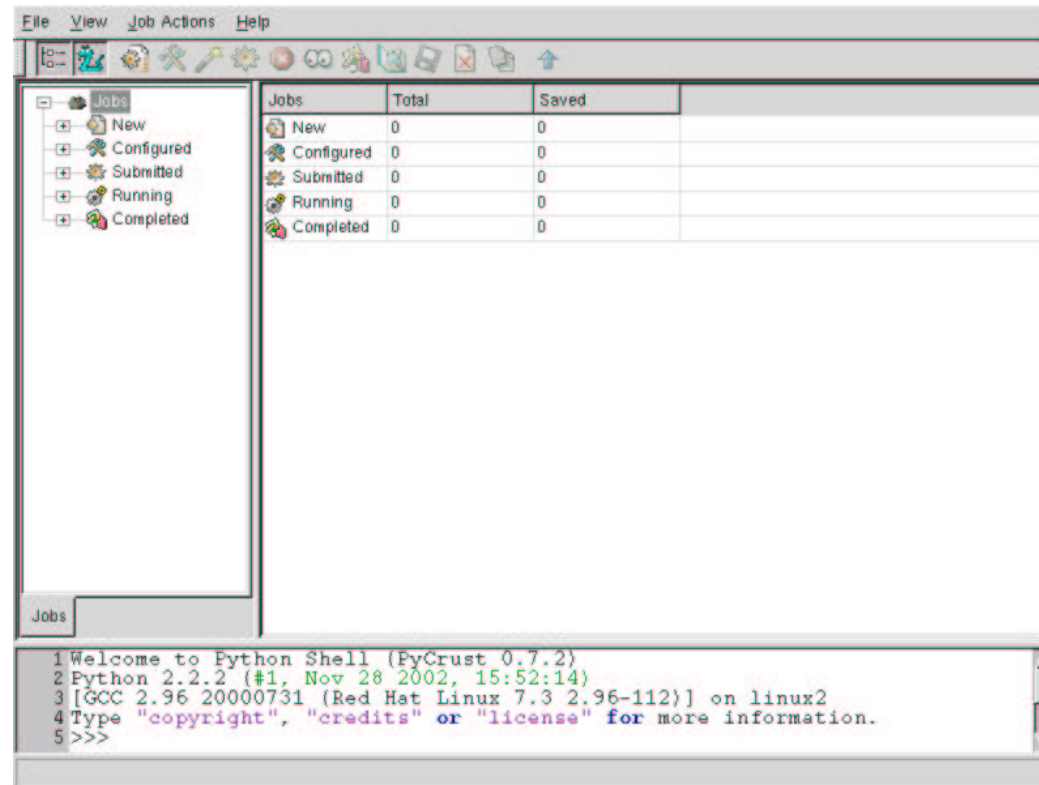 File View Job Actions Help
Jobs
New
Configured
Submitted
Running
Completed
Jobs Total Saved
New 0 0
Configured 0 0
Submitted 0 0
Running 0 0
Completed 0 0
Jobs
1 Welcome to Python Shell (PyCrust 0.7.2)
2 Python 2.2.2 (#1, Nov 28 2002, 15:52:14)
3 [GCC 2.96 20000731 (Red Hat Linux 7.3 2.96-112)] on linux2
4 Type "copyright", "credits" or "license" for more information.
5 >>>